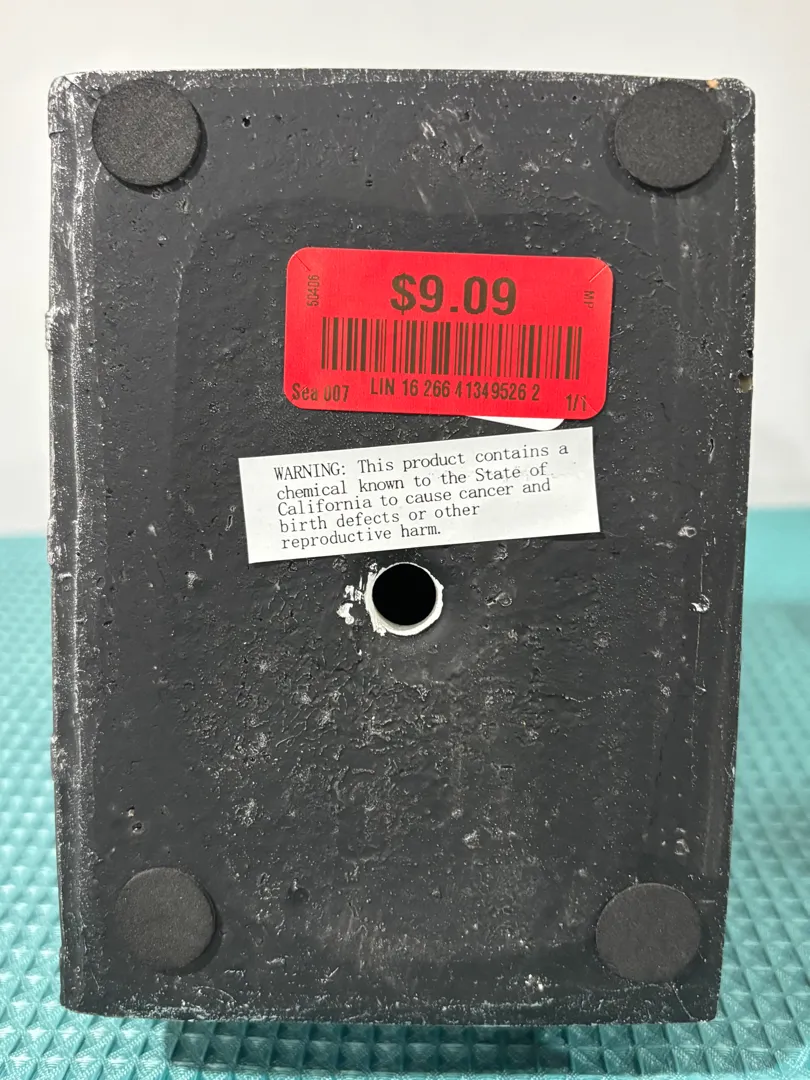 50406
$9.09
MP
Sea 007 LIN 16 266 41349526 2 1/1
WARNING: This product contains a
chemical known to the State of
California to cause cancer and
birth defects or other
reproductive harm.